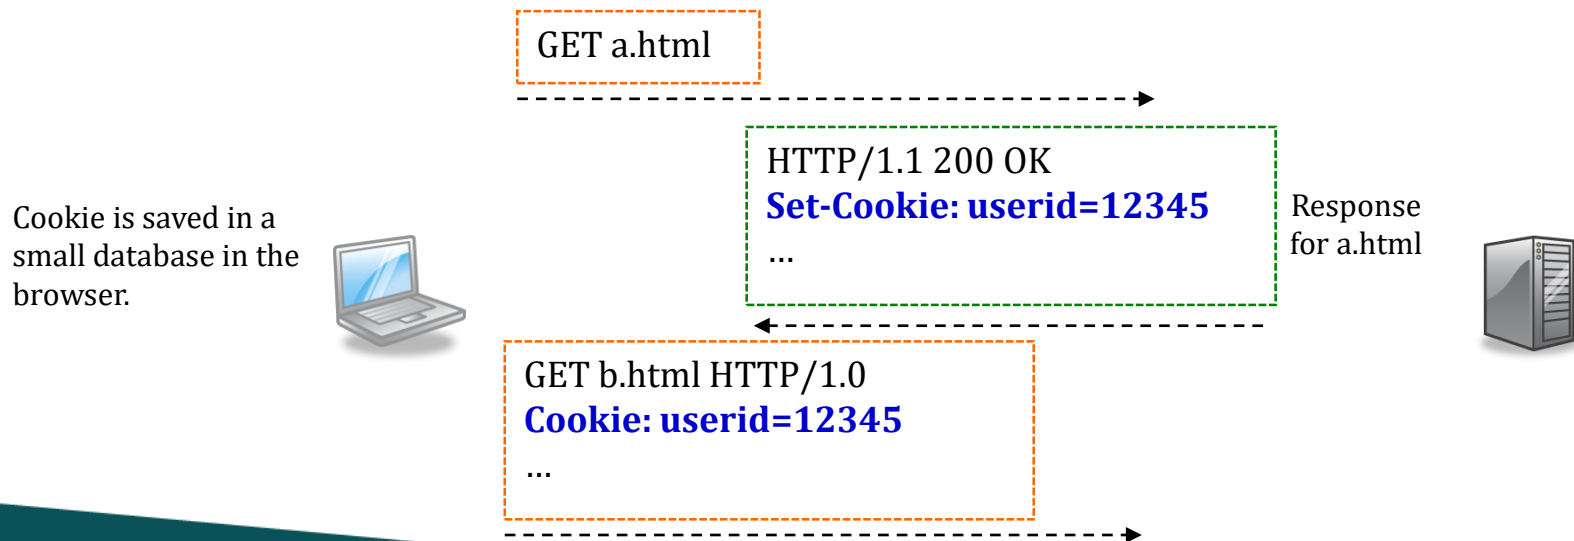 GET a.html
HTTP/1.1 200 OK
Set-Cookie: userid=12345
...
Response
for a.html
Cookie is saved in a
small database in the
browser.
GET b.html HTTP/1.0
Cookie: userid=12345
...